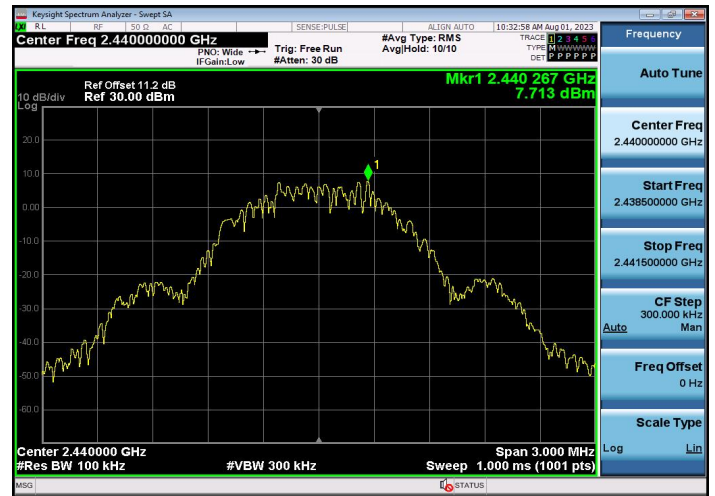 Keysight Spectrum Analyzer - Swept SA
LXI RL RF 50 Ω AC SENSE:PULSE ALIGN AUTO 10:32:58 AM Aug 01, 2023
Center Freq 2.440000000 GHz
PNO: Wide
IFGain:Low
Trig: Free Run
#Atten: 30 dB
#Avg Type: RMS
Avg|Hold: 10/10
TRACE 1 2 3 4 5 6
TYPE M WWWWW
DET P P P P P P
Ref Offset 11.2 dB
10 dB/div Ref 30.00 dBm
Log
Mkr1 2.440 267 GHz
7.713 dBm
1
20.0
10.0
0.00
-10.0
-20.0
-30.0
-40.0
-50.0
-60.0
Center 2.440000 GHz Span 3.000 MHz
#Res BW 100 kHz #VBW 300 kHz Sweep 1.000 ms (1001 pts)
MSG STATUS
Frequency
Auto Tune
Center Freq
2.440000000 GHz
Start Freq
2.438500000 GHz
Stop Freq
2.441500000 GHz
CF Step
300.000 kHz
Auto Man
Freq Offset
0 Hz
Scale Type
Log Lin